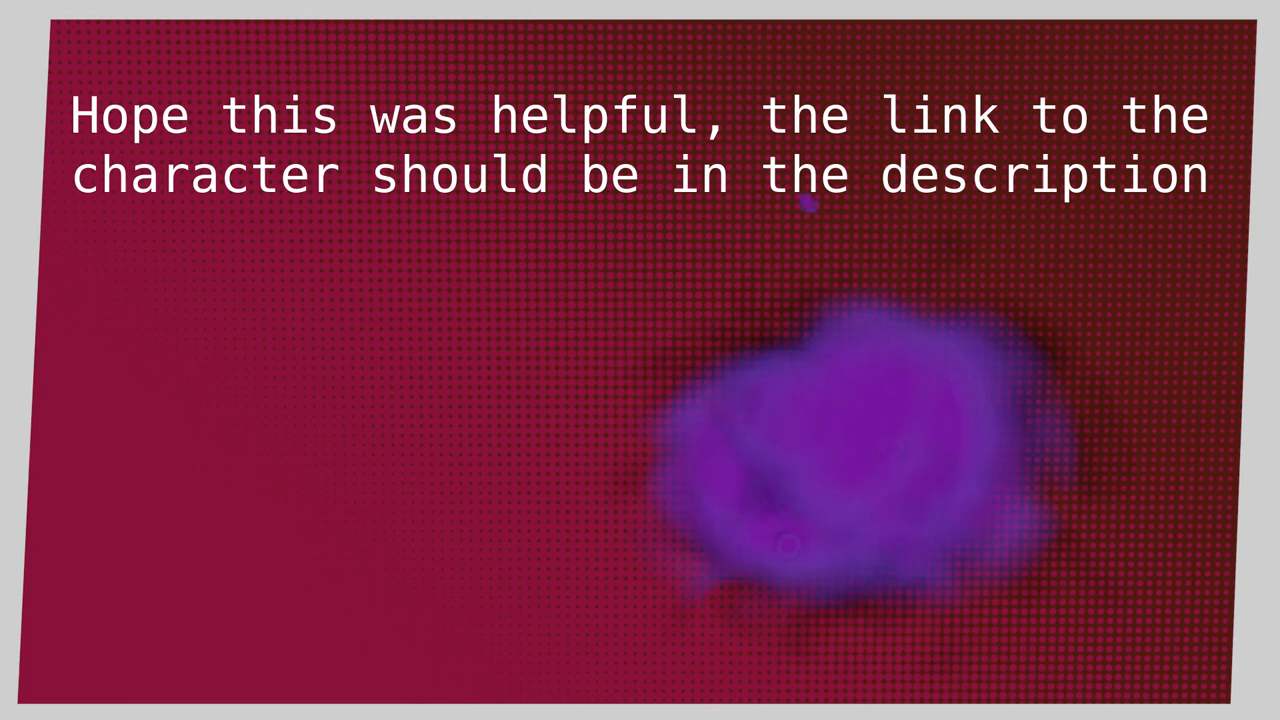 Hope this was helpful, the link to the
character should be in the description